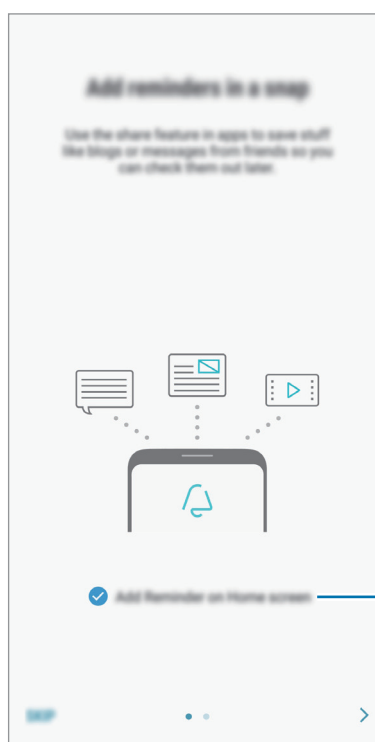 Add reminders in a snap
Use the share feature in apps to save stuff
like blogs or messages from friends so you
can check them out later.
Add Reminder on Home screen
SKIP